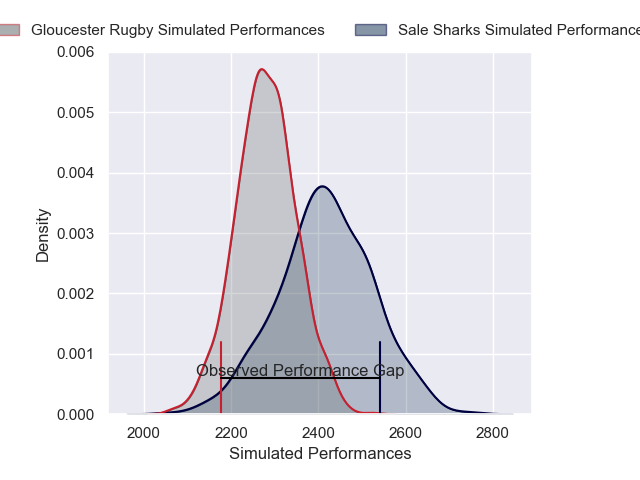 Gloucester Rugby Simulated Performances
Sale Sharks Simulated Performance
0.006
0.005
0.004
0.003
0.002
0.001
0.000
Density
Observed Performance Gap
2000 2200 2400 2600 2800
Simulated Performances